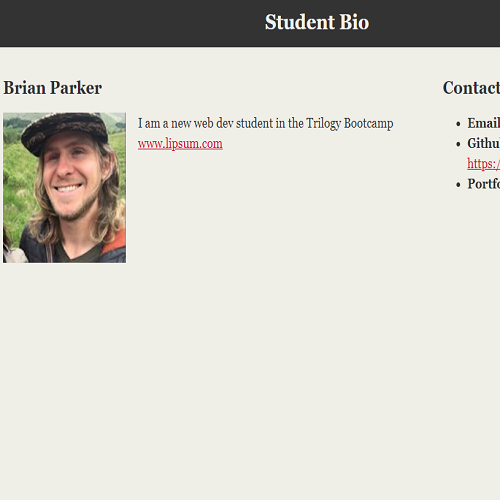 Student Bio
Brian Parker
I am a new web dev student in the Trilogy Bootcamp
www.lipsum.com
Contact
Email
Githu
https:/
Portfo